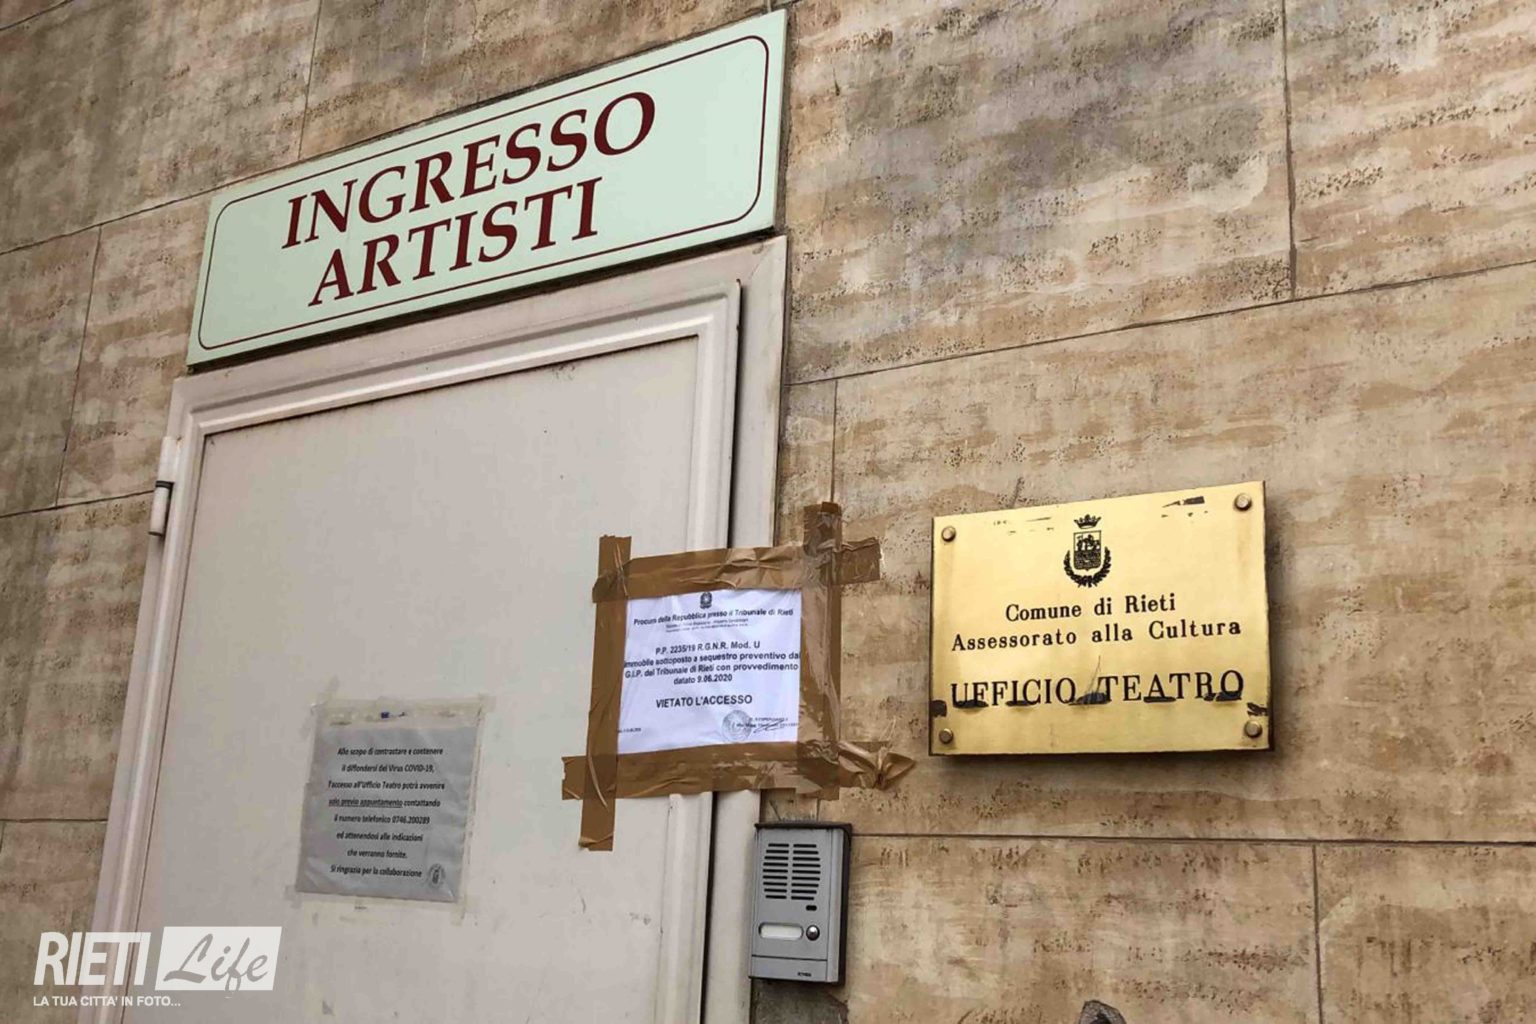 INGRESSO
ARTISTI
Procura della Repubblica presso il Tribunale di Rieti
P.P. 2235/19 R.G.N.R. Mod. U
immobile sottoposto a sequestro preventivo dal
G.I.P. del Tribunale di Rieti con provvedimento
datato 9.06.2020
VIETATO L'ACCESSO
Comune di Rieti
Assessorato alla Cultura
UFFICIO TEATRO
Allo scopo di contrastare e contenere
il diffondersi del Virus COVID-19,
l'accesso all'Ufficio Teatro potrà avvenire
solo previo appuntamento contattando
il numero telefonico 0746.200289
ed attenendosi alle indicazioni
che verranno fornite.
Si ringrazia per la collaborazione
RIETI Life
LA TUA CITTA' IN FOTO...